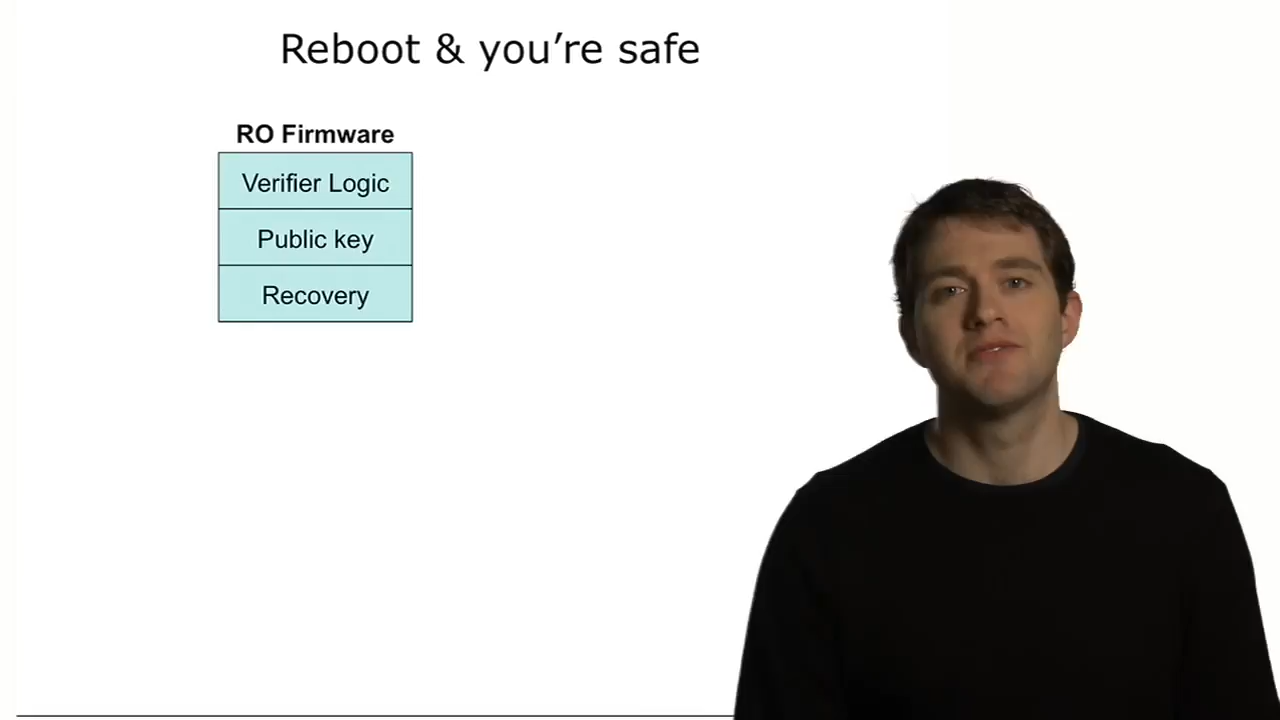 Reboot & you’re safe
RO Firmware
Verifier Logic
Public key
Recovery